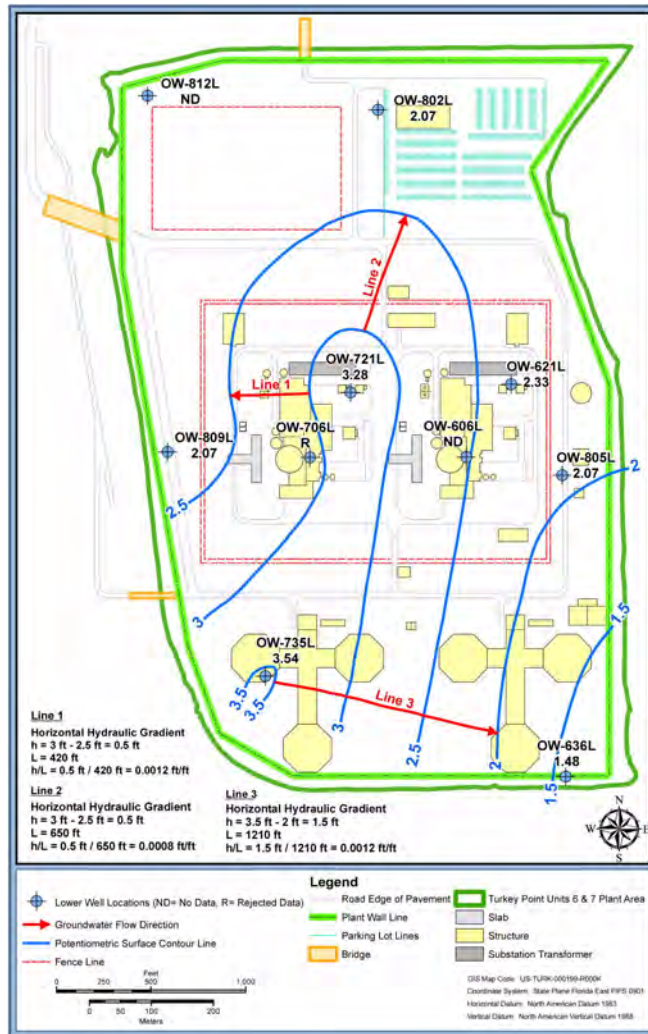 OW-812L
ND
OW-802L
2.07
Line 2
OW-721L
3.28
OW-621L
2.33
Line 1
OW-706L
R
OW-606L
ND
OW-809L
2.07
OW-805L
2.07
2.5
2
3
1.5
OW-735L
3.54
3.5
3.5
Line 3
3
2.5
2
OW-636L
1.48
1.5
Line 1
Horizontal Hydraulic Gradient
h = 3 ft - 2.5 ft = 0.5 ft
L = 420 ft
h/L = 0.5 ft / 420 ft = 0.0012 ft/ft
Line 2
Horizontal Hydraulic Gradient
h = 3 ft - 2.5 ft = 0.5 ft
L = 650 ft
h/L = 0.5 ft / 650 ft = 0.0008 ft/ft
Line 3
Horizontal Hydraulic Gradient
h = 3.5 ft - 2 ft = 1.5 ft
L = 1210 ft
h/L = 1.5 ft / 1210 ft = 0.0012 ft/ft
N
W E
S
Legend
Lower Well Locations (ND= No Data, R= Rejected Data)
Groundwater Flow Direction
Potentiometric Surface Contour Line
Fence Line
Road Edge of Pavement
Plant Wall Line
Parking Lot Lines
Bridge
Turkey Point Units 6 & 7 Plant Area
Slab
Structure
Substation Transformer
Feet
0 250 500 1,000
0 50 100 200
Meters
GIS Map Code: US-TURK-000199-R000K
Coordinate System: State Plane Florida East FIPS 0901
Horizontal Datum: North American Datum 1983
Vertical Datum: North American Vertical Datum 1988